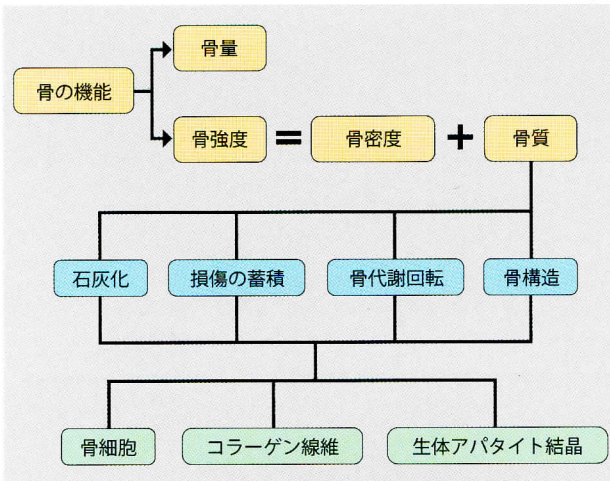 骨量
骨の機能
骨強度 = 骨密度 + 骨質
石灰化 損傷の蓄積 骨代謝回転 骨構造
骨細胞 コラーゲン線維 生体アパタイト結晶